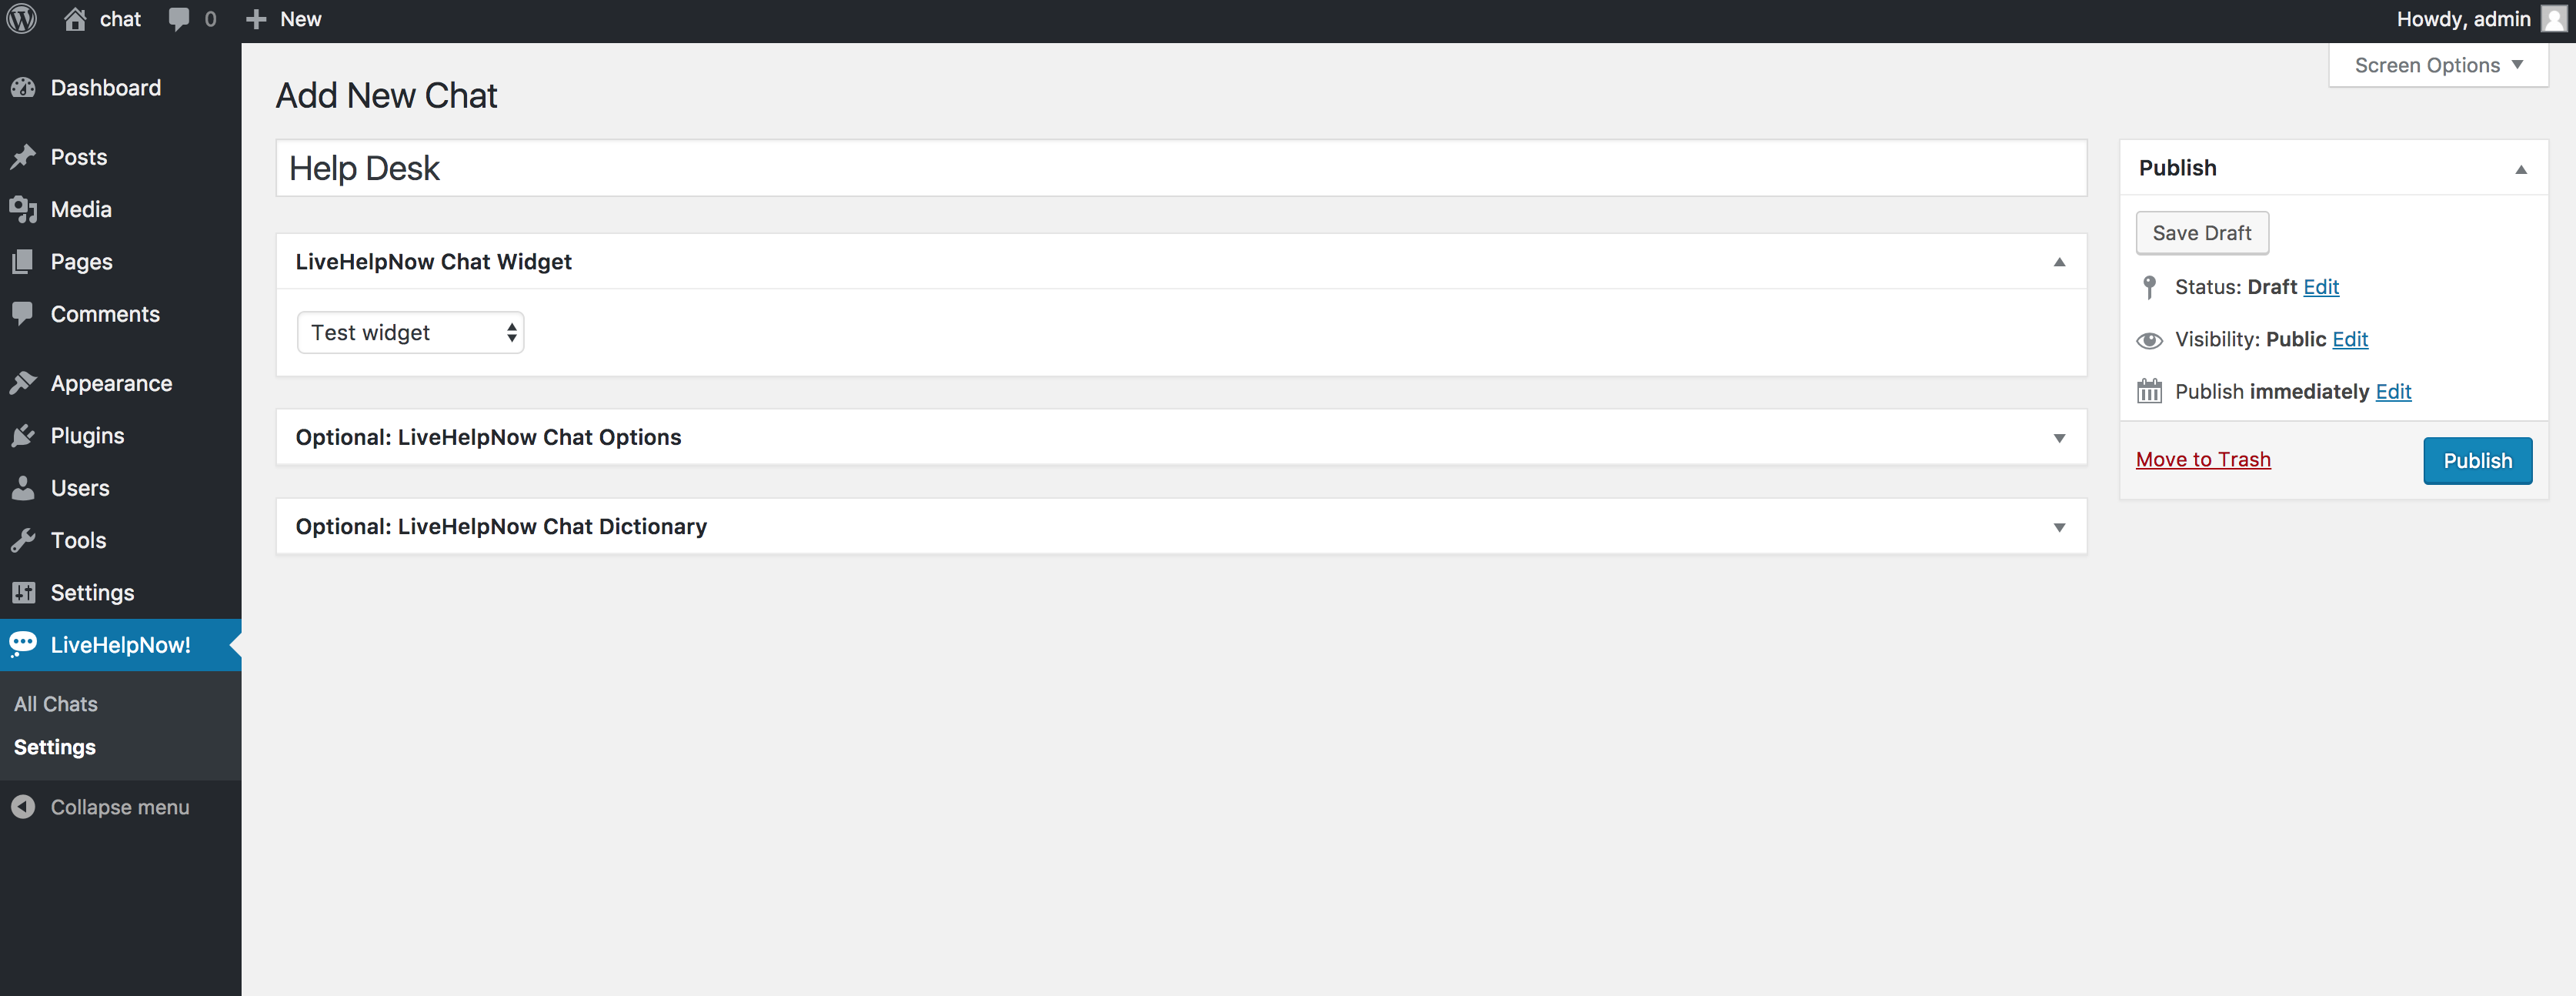 chat
0
New
Howdy, admin
Dashboard
Posts
Media
Pages
Comments
Appearance
Plugins
Users
Tools
Settings
LiveHelpNow!
All Chats
Settings
Collapse menu
Screen Options
Add New Chat
Help Desk
LiveHelpNow Chat Widget
Test widget
Optional: LiveHelpNow Chat Options
Optional: LiveHelpNow Chat Dictionary
Publish
Save Draft
Status: Draft Edit
Visibility: Public Edit
Publish immediately Edit
Move to Trash
Publish